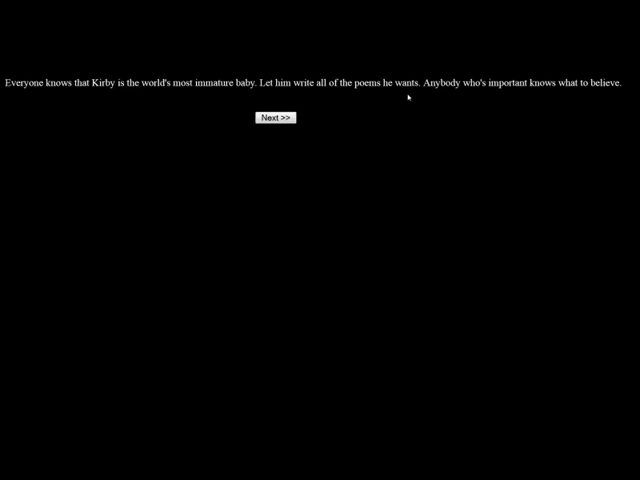 Everyone knows that Kirby is the world's most immature baby. Let him write all of the poems he wants. Anybody who's important knows what to believe.
Next >>